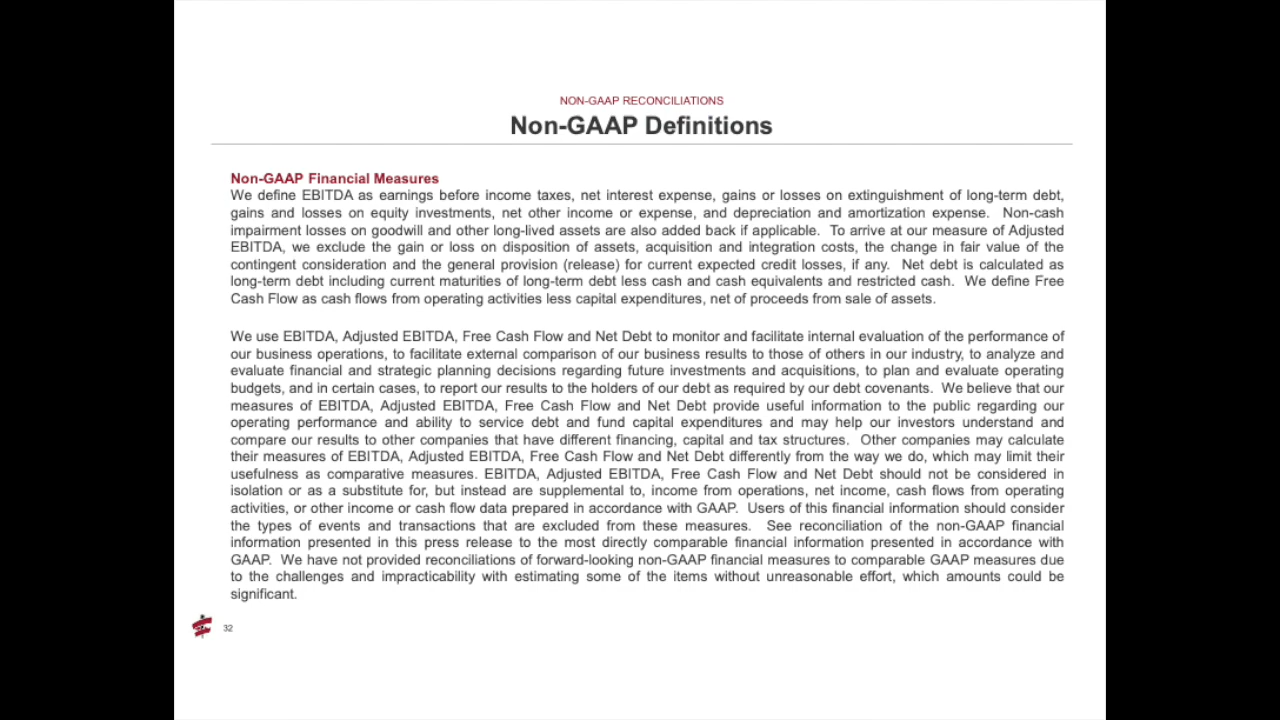 NON-GAAP RECONCILIATIONS
Non-GAAP Definitions
Non-GAAP Financial Measures
We define EBITDA as earnings before income taxes, net interest expense, gains or losses on extinguishment of long-term debt,
gains and losses on equity investments, net other income or expense, and depreciation and amortization expense.  Non-cash
impairment losses on goodwill and other long-lived assets are also added back if applicable.  To arrive at our measure of Adjusted
EBITDA, we exclude the gain or loss on disposition of assets, acquisition and integration costs, the change in fair value of the
contingent consideration and the general provision (release) for current expected credit losses, if any.  Net debt is calculated as
long-term debt including current maturities of long-term debt less cash and cash equivalents and restricted cash.  We define Free
Cash Flow as cash flows from operating activities less capital expenditures, net of proceeds from sale of assets.
We use EBITDA, Adjusted EBITDA, Free Cash Flow and Net Debt to monitor and facilitate internal evaluation of the performance of
our business operations, to facilitate external comparison of our business results to those of others in our industry, to analyze and
evaluate financial and strategic planning decisions regarding future investments and acquisitions, to plan and evaluate operating
budgets, and in certain cases, to report our results to the holders of our debt as required by our debt covenants.  We believe that our
measures of EBITDA, Adjusted EBITDA, Free Cash Flow and Net Debt provide useful information to the public regarding our
operating performance and ability to service debt and fund capital expenditures and may help our investors understand and
compare our results to other companies that have different financing, capital and tax structures.  Other companies may calculate
their measures of EBITDA, Adjusted EBITDA, Free Cash Flow and Net Debt differently from the way we do, which may limit their
usefulness as comparative measures. EBITDA, Adjusted EBITDA, Free Cash Flow and Net Debt should not be considered in
isolation or as a substitute for, but instead are supplemental to, income from operations, net income, cash flows from operating
activities, or other income or cash flow data prepared in accordance with GAAP.  Users of this financial information should consider
the types of events and transactions that are excluded from these measures.  See reconciliation of the non-GAAP financial
information presented in this press release to the most directly comparable financial information presented in accordance with
GAAP.  We have not provided reconciliations of forward-looking non-GAAP financial measures to comparable GAAP measures due
to the challenges and impracticability with estimating some of the items without unreasonable effort, which amounts could be
significant.
32